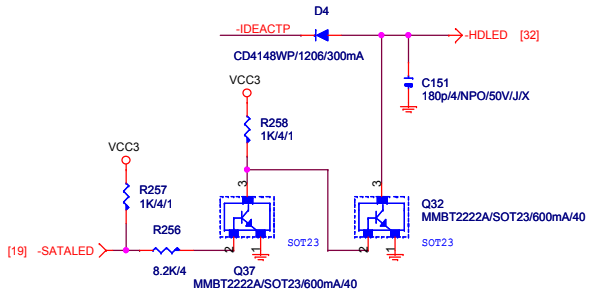 D4
-IDEACTP
-HDLED [32]
CD4148WP/1206/300mA
VCC3
C151
180p/4/NPO/50V/J/X
R258
1K/4/1
VCC3
R257
1K/4/1
3
3
Q32
MMBT2222A/SOT23/600mA/40
R256
SOT23
SOT23
[19] -SATALED
2
1
2
1
8.2K/4
Q37
MMBT2222A/SOT23/600mA/40